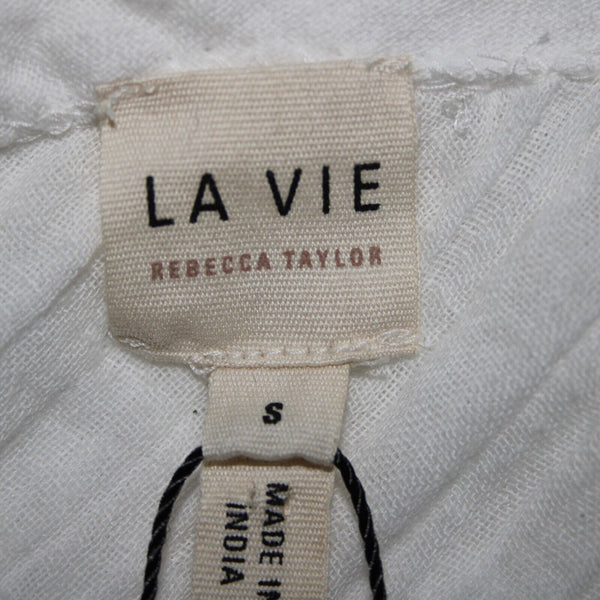 LA VIE
REBECCA TAYLOR
S
MADE IN
INDIA